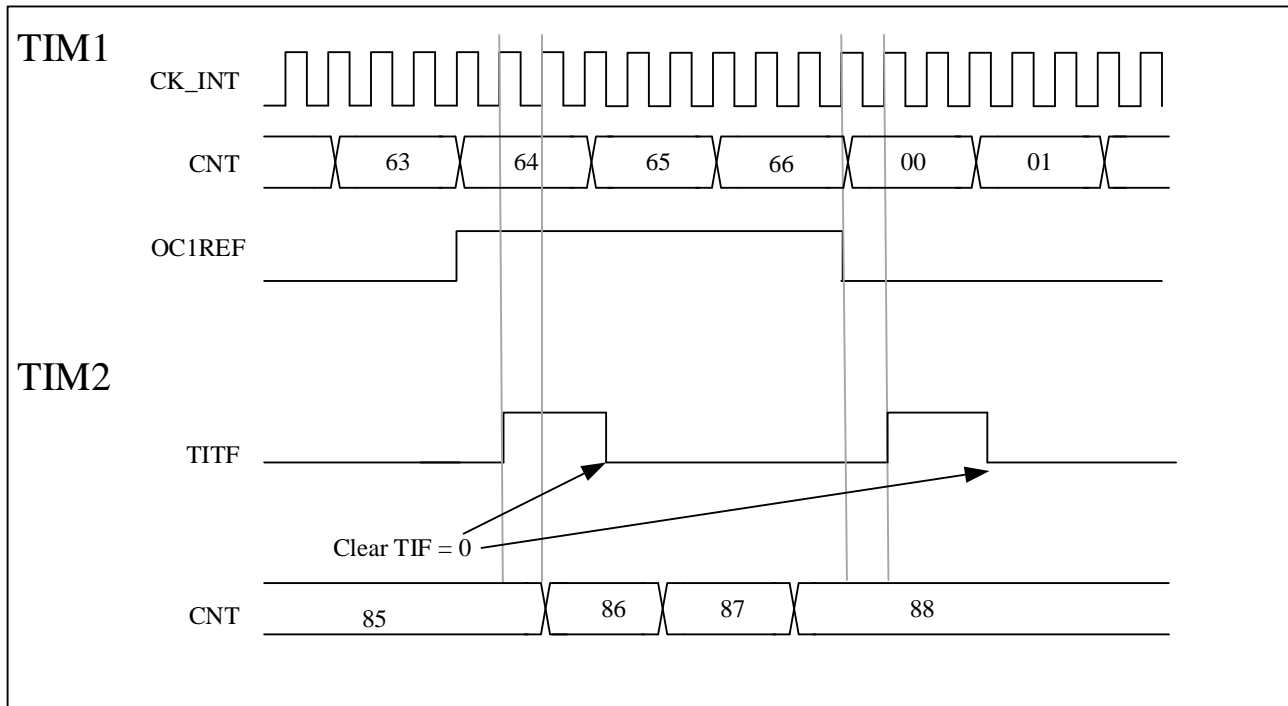 TIM1
CK_INT
CNT 63 64 65 66 00 01
OC1REF
TIM2
TITF
Clear TIF = 0
CNT 85 86 87 88